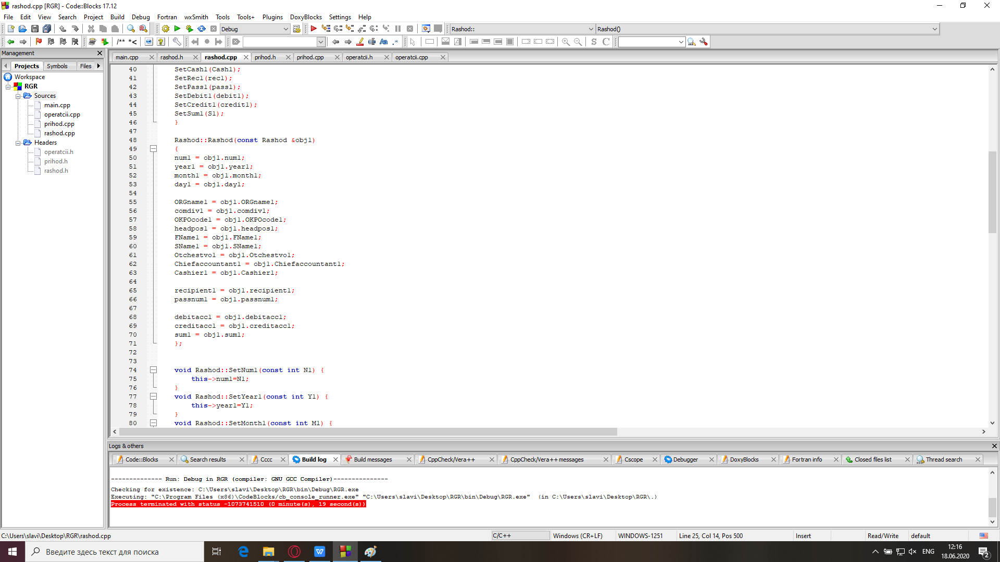 rashod.cpp [RGR] - Code::Blocks 17.12
File Edit View Search Project Build Debug Fortran wxSmith Tools Tools+ Plugins DoxyBlocks Settings Help
Debug
Rashod::
Rashod()
/** *<
.*
S C
Management
Projects Symbols Files
Workspace
RGR
Sources
main.cpp
operatcii.cpp
prihod.cpp
rashod.cpp
Headers
operatcii.h
prihod.h
rashod.h
main.cpp rashod.h rashod.cpp prihod.h prihod.cpp operatcii.h operatcii.cpp
40 SetCash1(Cash1);
41 SetRec1(rec1);
42 SetPass1(pass1);
43 SetDebit1(debit1);
44 SetCredit1(credit1);
45 SetSum1(S1);
46 }
47
48 Rashod::Rashod(const Rashod &obj1)
49 {
50 num1 = obj1.num1;
51 year1 = obj1.year1;
52 month1 = obj1.month1;
53 day1 = obj1.day1;
54
55 ORGname1 = obj1.ORGname1;
56 comdiv1 = obj1.comdiv1;
57 OKPOcode1 = obj1.OKPOcode1;
58 headpos1 = obj1.headpos1;
59 FName1 = obj1.FName1;
60 SName1 = obj1.SName1;
61 Otchestvo1 = obj1.Otchestvo1;
62 Chiefaccountant1 = obj1.Chiefaccountant1;
63 Cashier1 = obj1.Cashier1;
64
65 recipient1 = obj1.recipient1;
66 passnum1 = obj1.passnum1;
67
68 debitacc1 = obj1.debitacc1;
69 creditacc1 = obj1.creditacc1;
70 sum1 = obj1.sum1;
71 };
72
73
74 void Rashod::SetNum1(const int N1) {
75 this->num1=N1;
76 }
77 void Rashod::SetYear1(const int Y1) {
78 this->year1=Y1;
79 }
80 void Rashod::SetMonth1(const int M1) {
Logs & others
Code::Blocks Search results Cccc Build log Build messages CppCheck/Vera++ CppCheck/Vera++ messages Cscope Debugger DoxyBlocks Fortran info Closed files list Thread search
-------------- Run: Debug in RGR (compiler: GNU GCC Compiler)---------------
Checking for existence: C:\Users\slavi\Desktop\RGR\bin\Debug\RGR.exe
Executing: "C:\Program Files (x86)\CodeBlocks/cb_console_runner.exe" "C:\Users\slavi\Desktop\RGR\bin\Debug\RGR.exe"  (in C:\Users\slavi\Desktop\RGR\.)
Process terminated with status -1073741510 (0 minute(s), 19 second(s))
C:\Users\slavi\Desktop\RGR\rashod.cpp C/C++ Windows (CR+LF) WINDOWS-1251 Line 25, Col 14, Pos 500 Insert Read/Write default
Введите здесь текст для поиска
ENG
12:16
18.06.2020
2